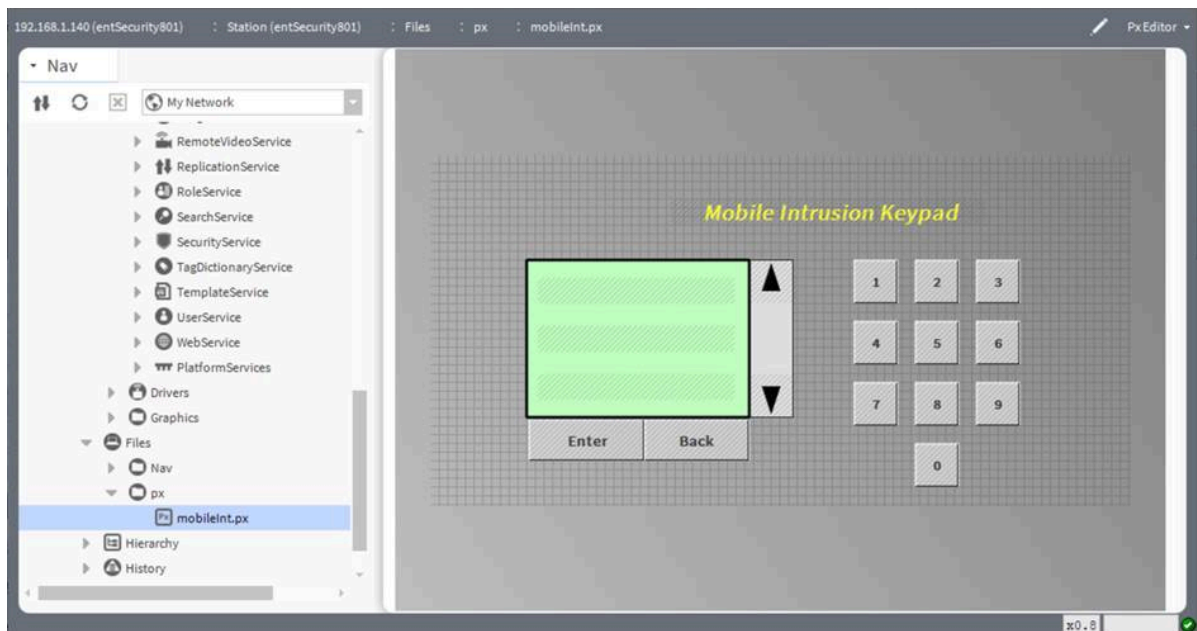 192.168.1.140 (entSecurity801) : Station (entSecurity801) : Files : px : mobileInt.px PxEditor
Nav
My Network
RemoteVideoService
ReplicationService
RoleService
SearchService
SecurityService
TagDictionaryService
TemplateService
UserService
WebService
PlatformServices
Drivers
Graphics
Files
Nav
px
Px mobileInt.px
Hierarchy
History
Mobile Intrusion Keypad
1 2 3
4 5 6
7 8 9
Enter Back
0
x0.8